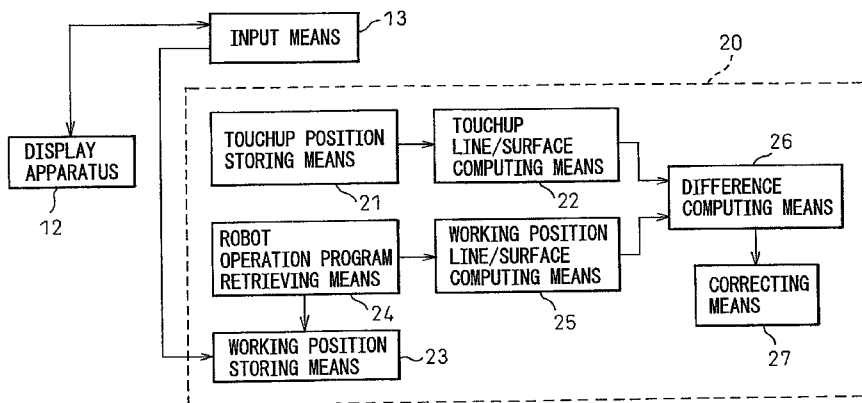 13
INPUT MEANS
20
DISPLAY
APPARATUS
12
TOUCHUP POSITION
STORING MEANS
21
TOUCHUP
LINE/SURFACE
COMPUTING MEANS
22
26
DIFFERENCE
COMPUTING MEANS
ROBOT
OPERATION PROGRAM
RETRIEVING MEANS
24
WORKING POSITION
LINE/SURFACE
COMPUTING MEANS
25
CORRECTING
MEANS
27
WORKING POSITION
STORING MEANS
23